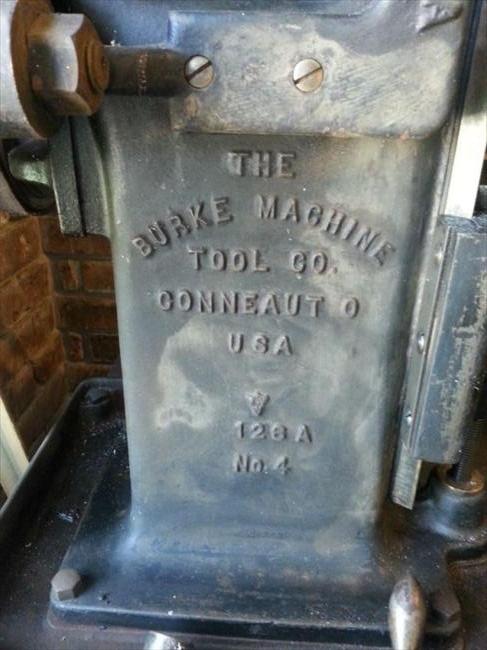 THE
BURKE MACHINE
TOOL CO.
CONNEAUT O
USA
126 A
No. 4